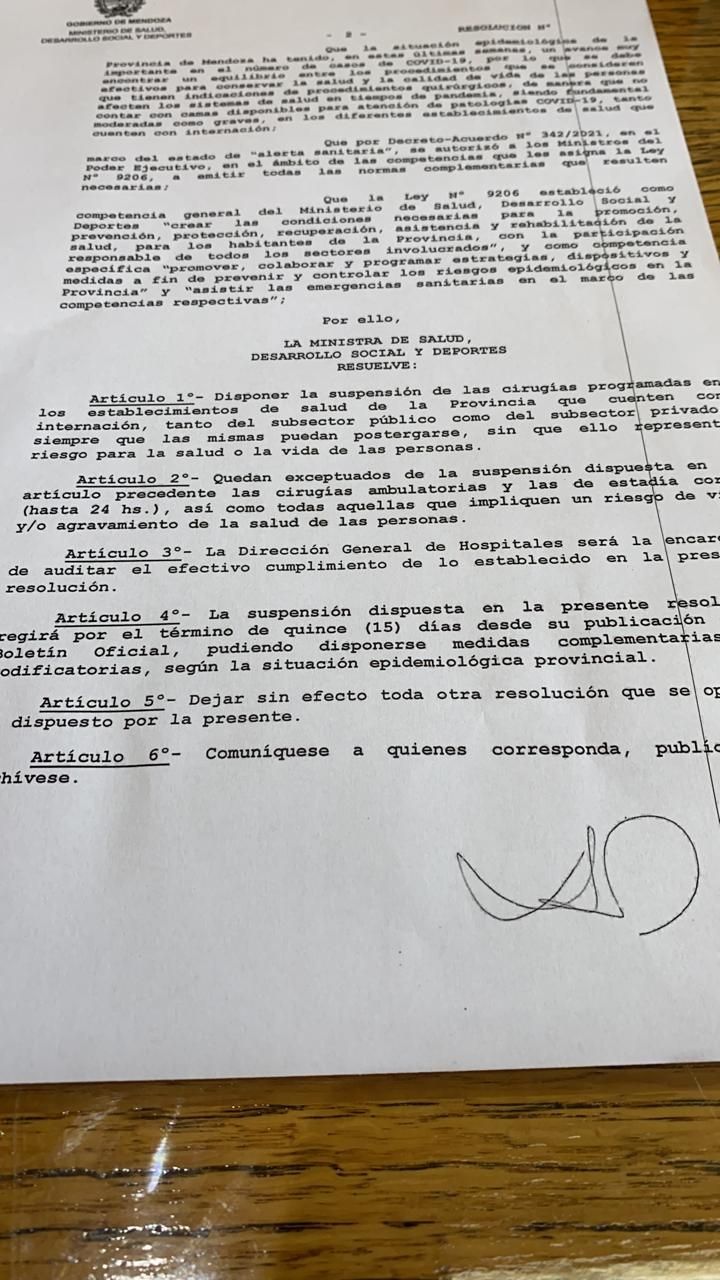 GOBIERNO DE MENDOZA
MINISTERIO DE SALUD,
DESARROLLO SOCIAL Y DEPORTES
- 2 -
RESOLUCION N°
Que la situación epidemiológica de la
Provincia de Mendoza ha tenido, en estas últimas semanas, un avance muy
importante en el número de casos de COVID-19, por lo que se debe
encontrar un equilibrio entre los procedimientos que se consideren
efectivos para conservar la salud y la calidad de vida de las personas
que tienen indicaciones de procedimientos quirúrgicos, de manera que no
afecten los sistemas de salud en tiempos de pandemia, siendo fundamental
contar con camas disponibles para atención de patologías COVID-19, tanto
moderadas como graves, en los diferentes establecimientos de salud que
cuenten con internación;
Que por Decreto-Acuerdo N° 342/2021, en el
marco del estado de "alerta sanitaria", se autorizó a los Ministros del
Poder Ejecutivo, en el ámbito de las competencias que les asigna la Ley
N° 9206, a emitir todas las normas complementarias que resulten
necesarias;
Que la Ley N° 9206 estableció como
competencia general del Ministerio de Salud, Desarrollo Social y
Deportes "crear las condiciones necesarias para la promoción,
prevención, protección, recuperación, asistencia y rehabilitación de la
salud, para los habitantes de la Provincia, con la participación
responsable de todos los sectores involucrados", y como competencia
específica "promover, colaborar y programar estrategias, dispositivos y
medidas a fin de prevenir y controlar los riesgos epidemiológicos en la
Provincia" y "asistir las emergencias sanitarias en el marco de las
competencias respectivas";
Por ello,
LA MINISTRA DE SALUD,
DESARROLLO SOCIAL Y DEPORTES
RESUELVE:
Artículo 1°- Disponer la suspensión de las cirugías programadas en
los establecimientos de salud de la Provincia que cuenten con
internación, tanto del subsector público como del subsector privado
siempre que las mismas puedan postergarse, sin que ello represent
riesgo para la salud o la vida de las personas.
Artículo 2°- Quedan exceptuados de la suspensión dispuesta en
artículo precedente las cirugías ambulatorias y las de estadía cor
(hasta 24 hs.), así como todas aquellas que impliquen un riesgo de v
y/o agravamiento de la salud de las personas.
Artículo 3°- La Dirección General de Hospitales será la encar
de auditar el efectivo cumplimiento de lo establecido en la pres
resolución.
Artículo 4°- La suspensión dispuesta en la presente resol
regirá por el término de quince (15) días desde su publicación
Boletín Oficial, pudiendo disponerse medidas complementarias
odificatorias, según la situación epidemiológica provincial.
Artículo 5°- Dejar sin efecto toda otra resolución que se op
dispuesto por la presente.
Artículo 6°- Comuníquese a quienes corresponda, públic
hívese.